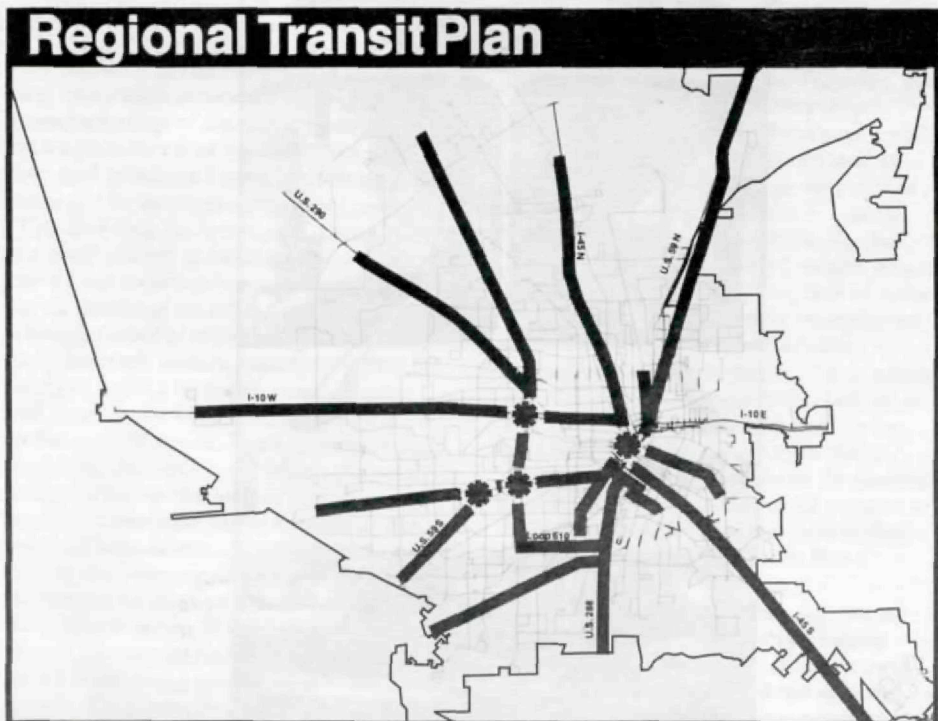 Regional Transit Plan
U.S. 290
I-45 N
U.S. 59 N
I-10 W
I-10 E
U.S. 59 S
Loop 610
U.S. 288
I-45 S